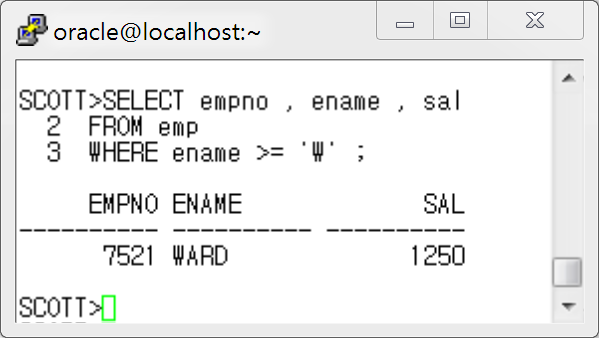 oracle@localhost:~
SCOTT>SELECT empno , ename , sal
2 FROM emp
3 WHERE ename >= 'W' ;
EMPNO ENAME SAL
---------- ---------- ----------
7521 WARD 1250
SCOTT>